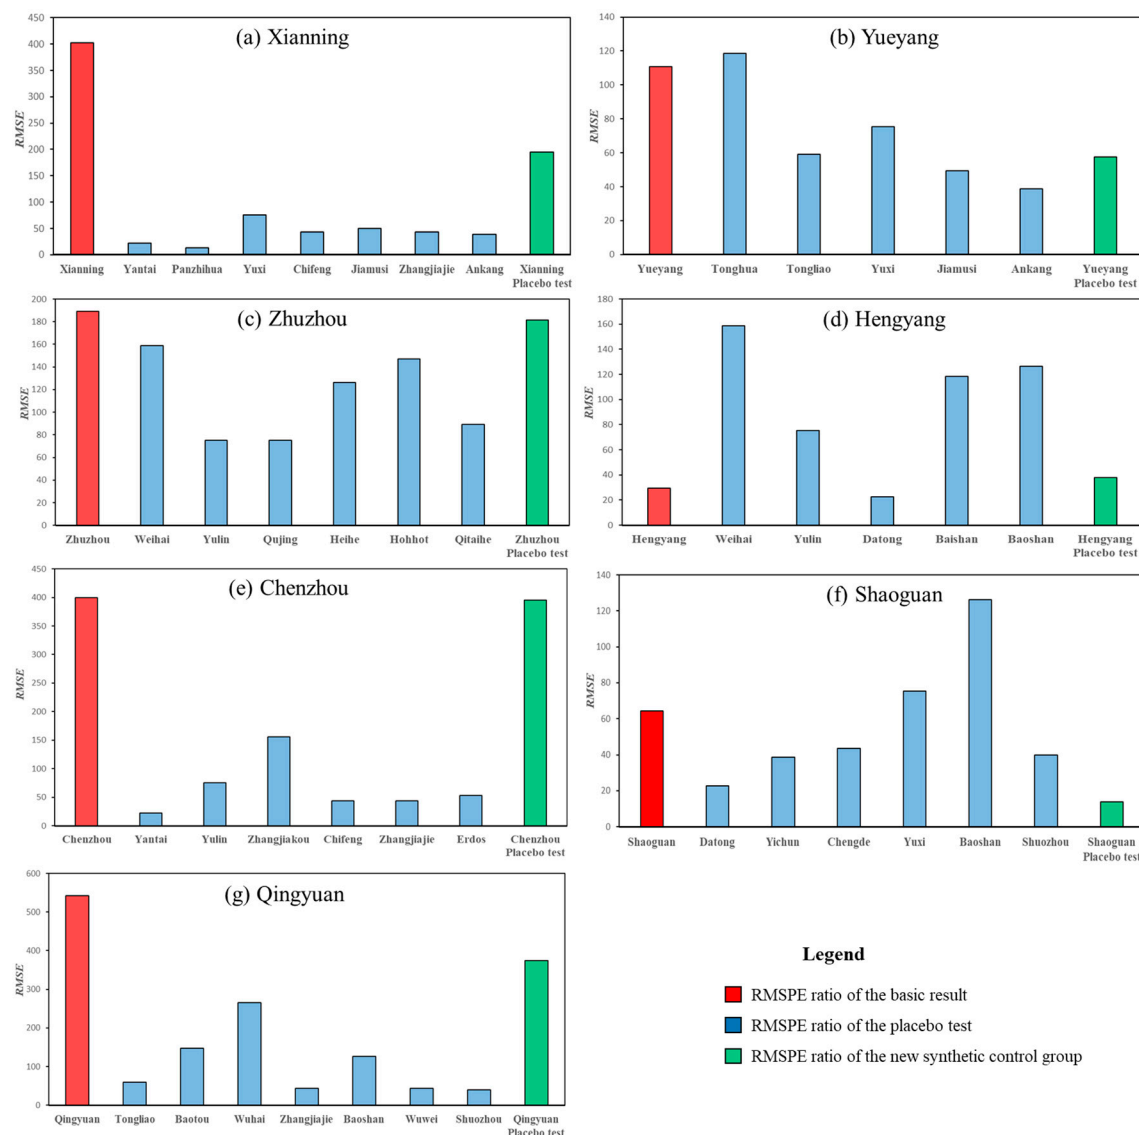 (a) Xianning
450
400
350
300
250
200
150
100
50
0
RMSE
Xianning Yantai Panzhihua Yuxi Chifeng Jiamusi Zhangjiajie Ankang Xianning
Placebo test
(b) Yueyang
140
120
100
80
60
40
20
0
RMSE
Yueyang Tonghua Tongliao Yuxi Jiamusi Ankang Yueyang
Placebo test
(c) Zhuzhou
200
180
160
140
120
100
80
60
40
20
0
RMSE
Zhuzhou Weihai Yulin Qujing Heihe Hohhot Qitaihe Zhuzhou
Placebo test
(d) Hengyang
180
160
140
120
100
80
60
40
20
0
RMSE
Hengyang Weihai Yulin Datong Baishan Baoshan Hengyang
Placebo test
(e) Chenzhou
450
400
350
300
250
200
150
100
50
0
RMSE
Chenzhou Yantai Yulin Zhangjiakou Chifeng Zhangjiajie Erdos Chenzhou
Placebo test
(f) Shaoguan
140
120
100
80
60
40
20
0
RMSE
Shaoguan Datong Yichun Chengde Yuxi Baoshan Shuozhou Shaoguan
Placebo test
(g) Qingyuan
600
500
400
300
200
100
0
RMSE
Qingyuan Tongliao Baotou Wuhai Zhangjiajie Baoshan Wuwei Shuozhou Qingyuan
Placebo test
Legend
RMSPE ratio of the basic result
RMSPE ratio of the placebo test
RMSPE ratio of the new synthetic control group